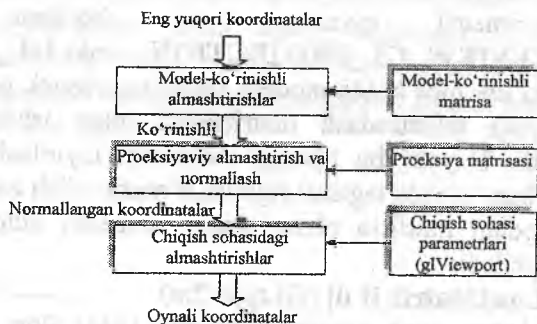 Eng yuqori koordinatalar
Model-ko‘rinishli
almashtirishlar
Model-ko‘rinishli
matrisa
Ko‘rinishli
Proeksiyaviy almashtirish va
normallash
Proeksiya matrisasi
Normallangan koordinatalar
Chiqish sohasidagi
almashtirishlar
Chiqish sohasi
parametrlari
(glViewport)
Oynali koordinatalar